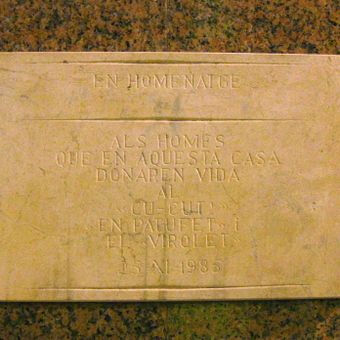 EN HOMENATGE
ALS HOMES
QUE EN AQUESTA CASA
DONAREN VIDA
AL
«CU-CUT!»
«EN PATUFET» I
EL «VIROLET»
15-XI-1985